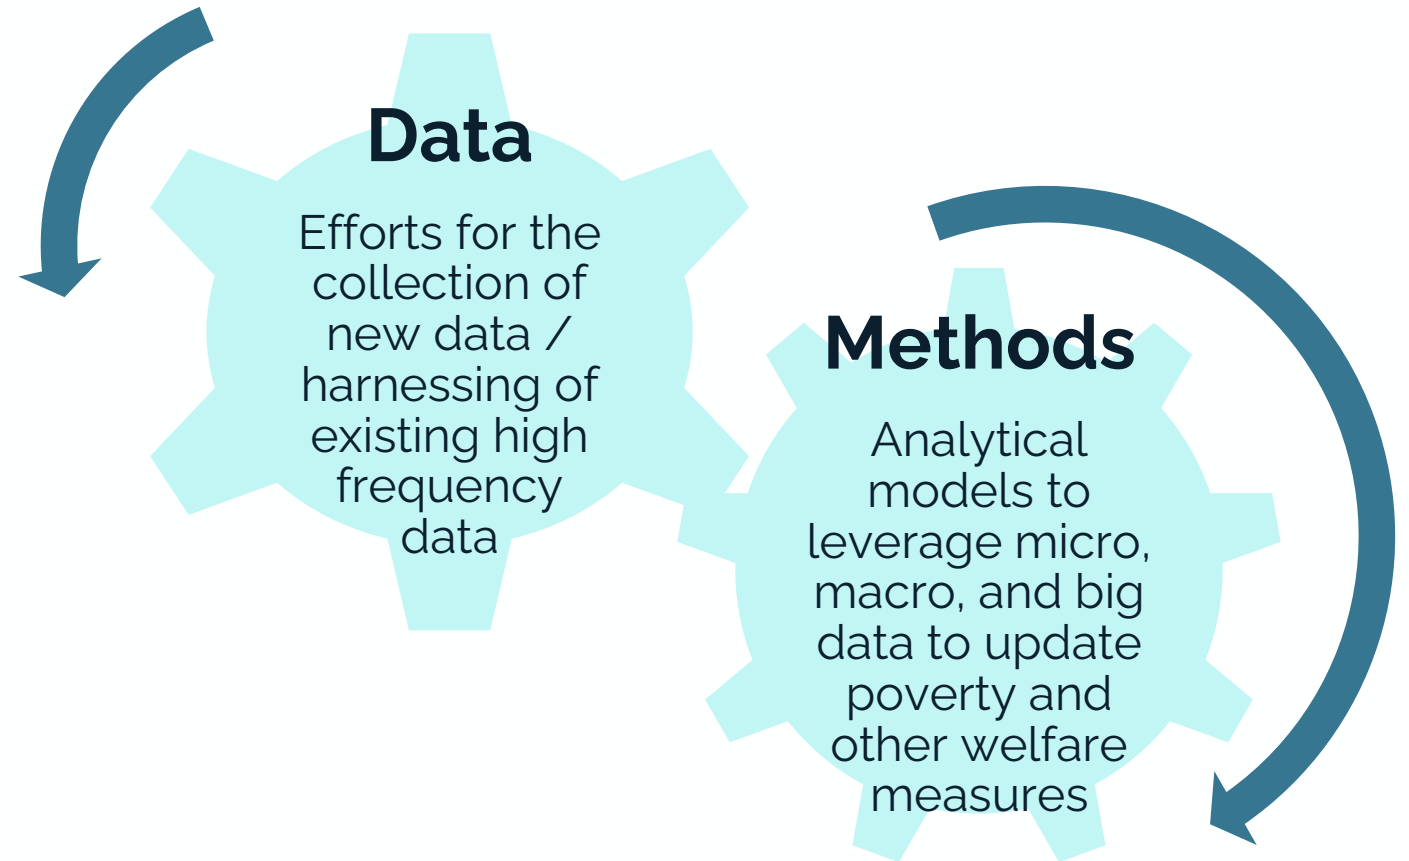 Data
Efforts for the
collection of
new data /
harnessing of
existing high
frequency
data
Methods
Analytical
models to
leverage micro,
macro, and big
data to update
poverty and
other welfare
measures